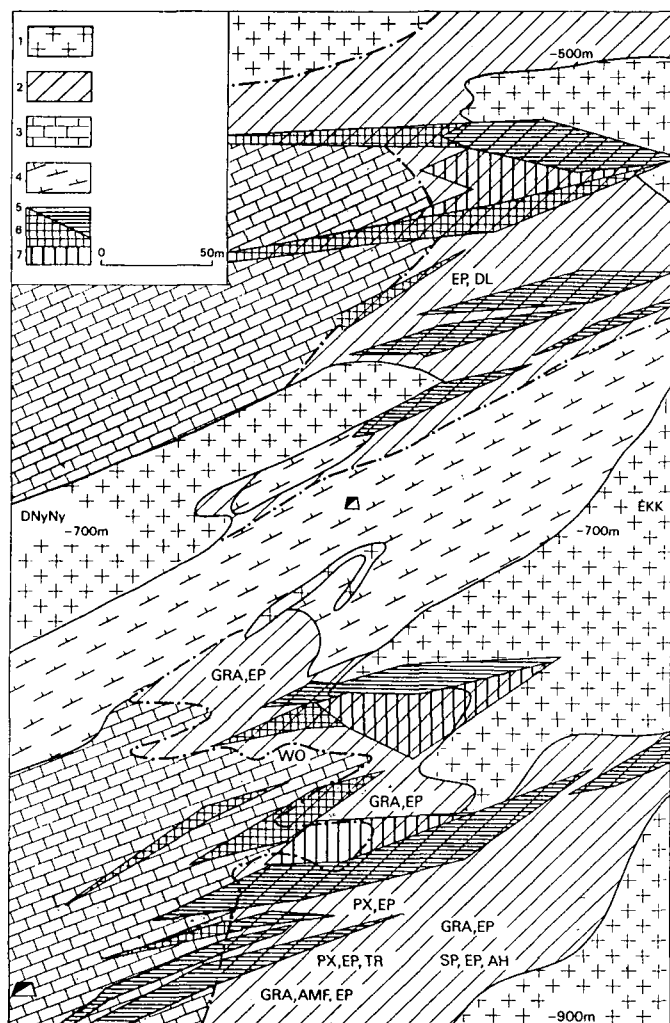 1
2
3
4
5
6
7
0 50m
-500m
EP, DL
DNyNy
-700m
ÉKK
-700m
GRA, EP
WO
GRA, EP
PX, EP
GRA, EP
PX, EP, TR
SP, EP, AH
GRA, AMF, EP
-900m